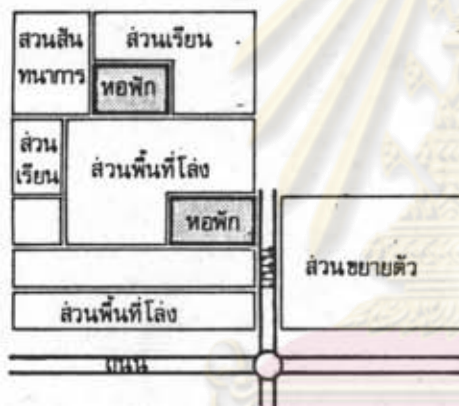 สวนสัน
ทนาการ
ส่วนเรียน
หอพัก
ส่วน
เรียน
ส่วนพื้นที่โล่ง
หอพัก
ถนน
ส่วนขยายตัว
ส่วนพื้นที่โล่ง
ถนน